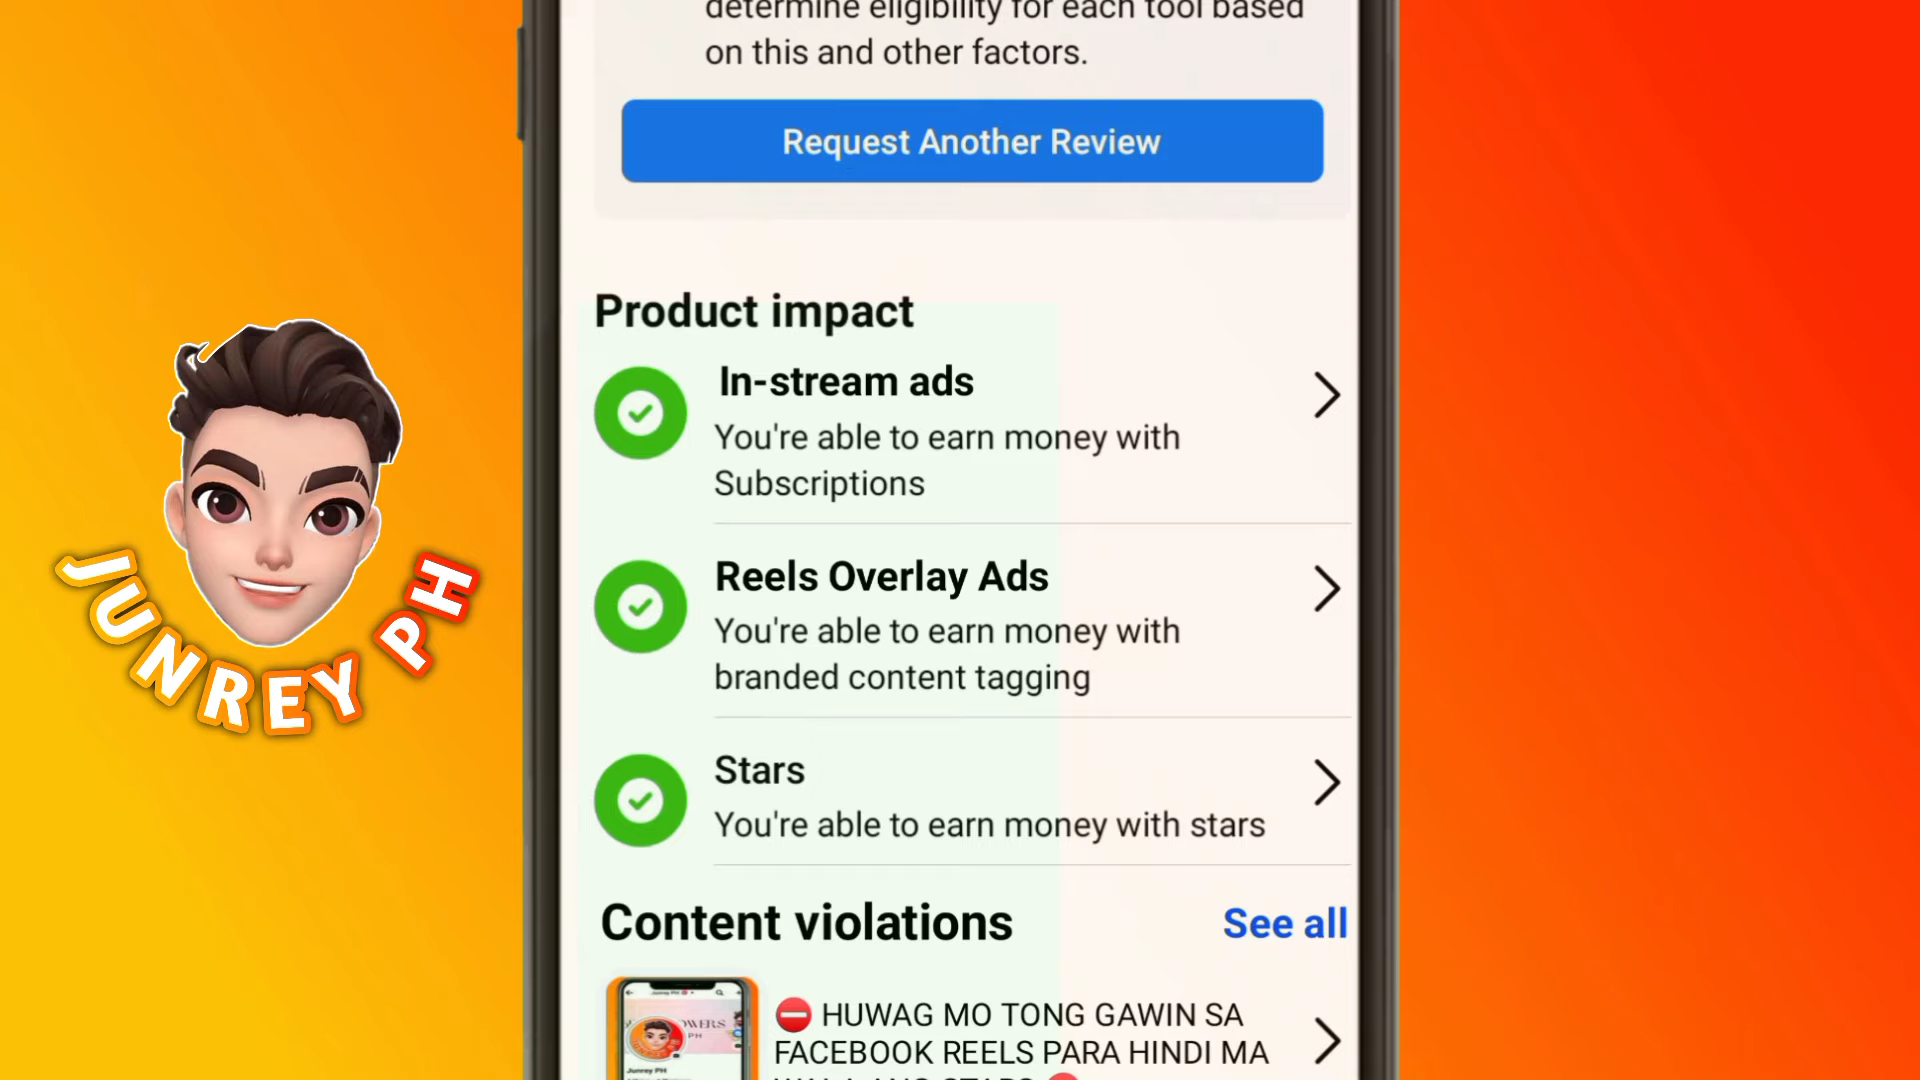 determine eligibility for each tool based
on this and other factors.
Request Another Review
Product impact
In-stream ads
You're able to earn money with
Subscriptions
Reels Overlay Ads
You're able to earn money with
branded content tagging
Stars
You're able to earn money with stars
Content violations
See all
⛔ HUWAG MO TONG GAWIN SA
FACEBOOK REELS PARA HINDI MA
JUNREY PH
Junrey PH